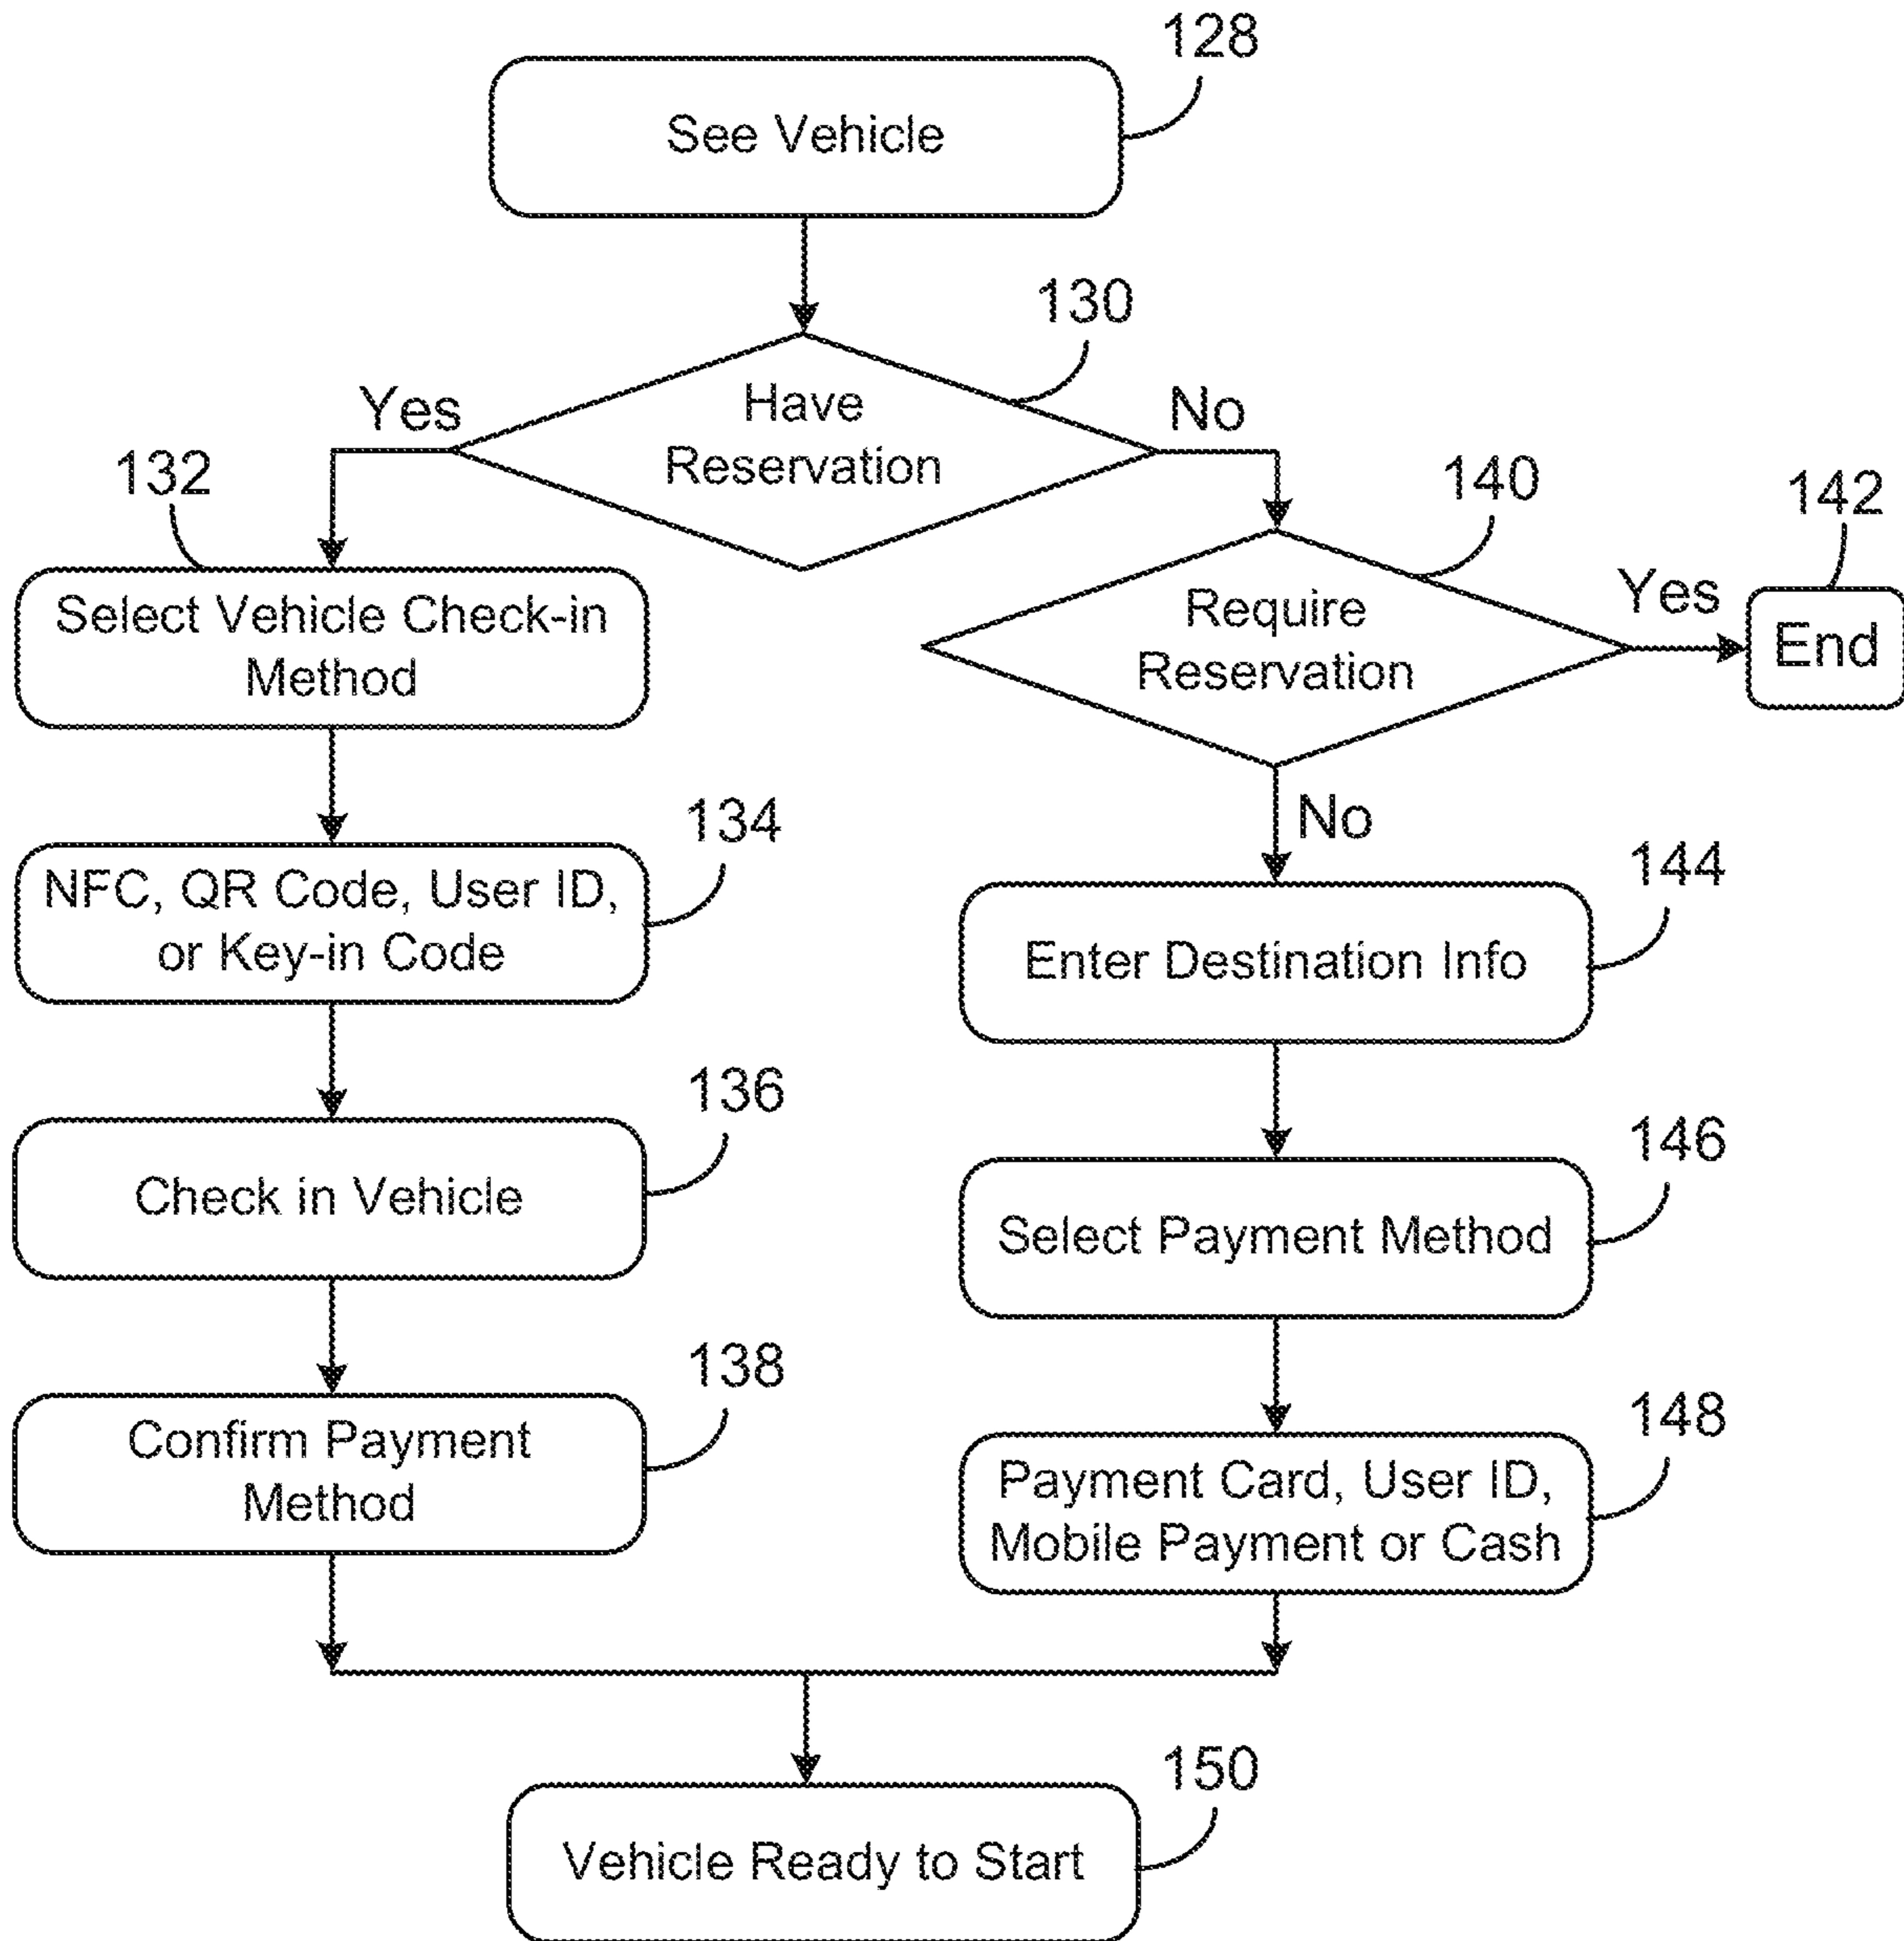 128
See Vehicle
130
Have
Reservation
Yes
No
132
140
142
Select Vehicle Check-in
Method
Require
Reservation
Yes
End
No
134
NFC, QR Code, User ID,
or Key-in Code
144
Enter Destination Info
136
Check in Vehicle
146
Select Payment Method
138
Confirm Payment
Method
148
Payment Card, User ID,
Mobile Payment or Cash
150
Vehicle Ready to Start